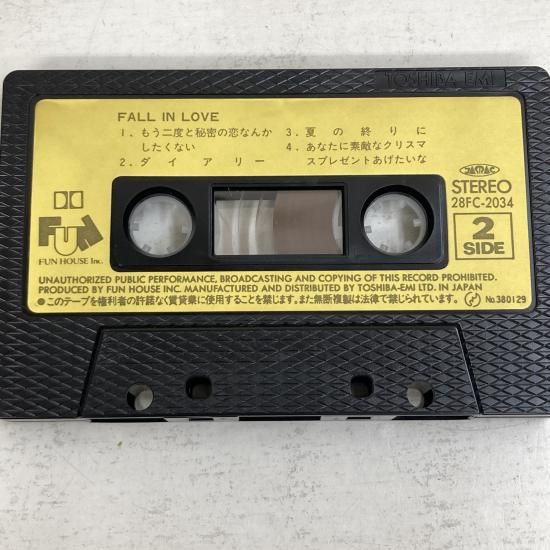 TOSHIBA EMI
FALL IN LOVE
1. もう二度と秘密の恋なんか
したくない
2. ダイアリー
3. 夏の終りに
4. あなたに素敵なクリスマ
スプレゼントあげたいな
FUN
FUN HOUSE Inc.
STEREO
28FC-2034
2
SIDE
UNAUTHORIZED PUBLIC PERFORMANCE, BROADCASTING AND COPYING OF THIS RECORD PROHIBITED.
PRODUCED BY FUN HOUSE INC. MANUFACTURED AND DISTRIBUTED BY TOSHIBA-EMI LTD. IN JAPAN
●このテープを権利者の許諾なく賃貸業に使用することを禁じます。また無断複製は法律で禁じられています。
No.380129